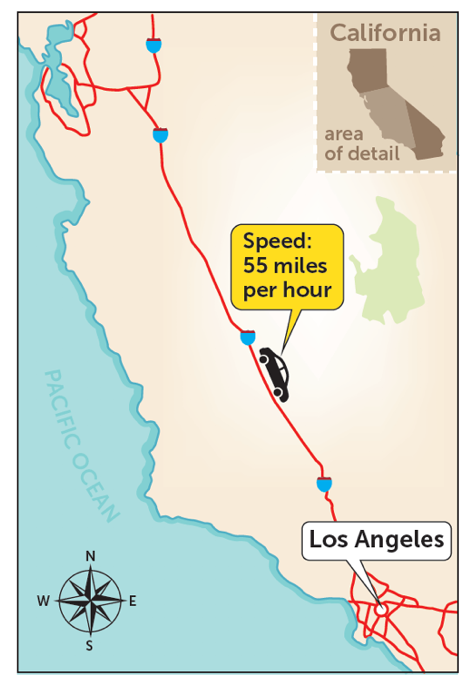 California
area
of detail
Speed:
55 miles
per hour
PACIFIC OCEAN
Los Angeles
N
W
E
S